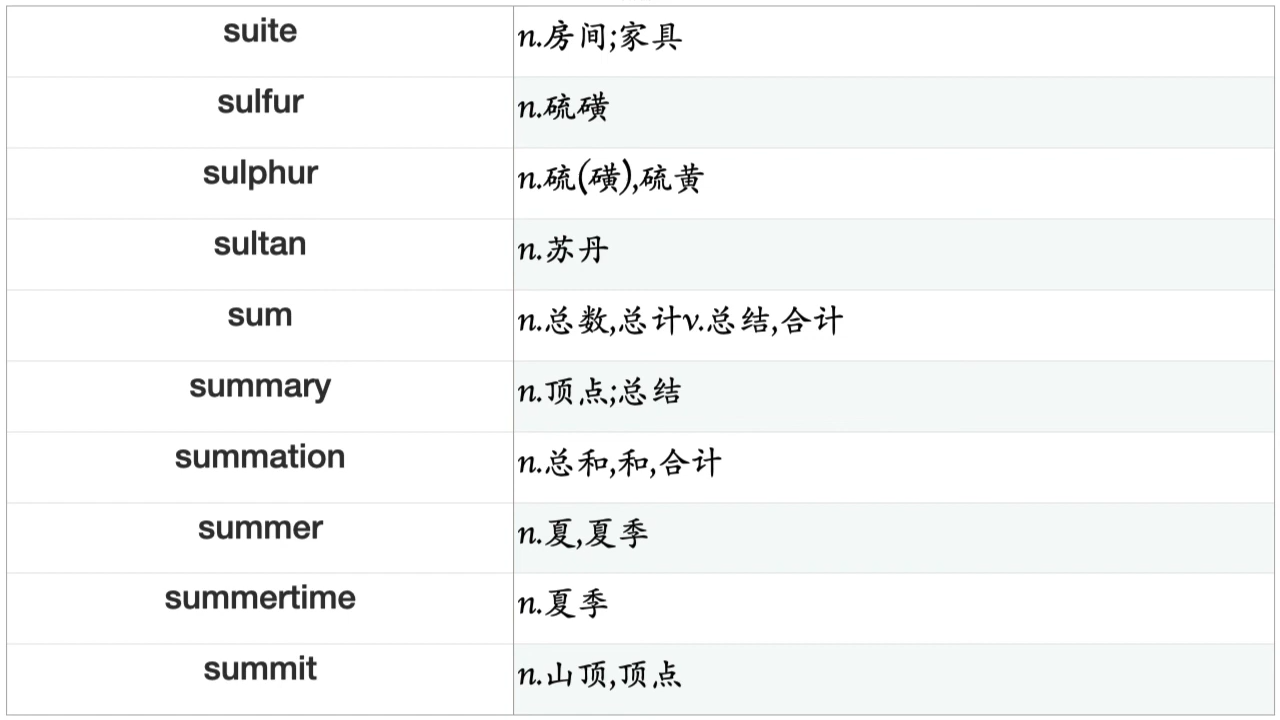 suite n.房间;家具
sulfur n.硫磺
sulphur n.硫(磺),硫黄
sultan n.苏丹
sum n.总数,总计v.总结,合计
summary n.顶点;总结
summation n.总和,和,合计
summer n.夏,夏季
summertime n.夏季
summit n.山顶,顶点